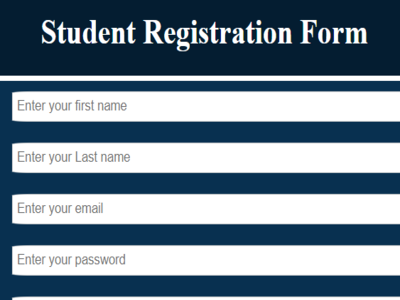 Student Registration Form
Enter your first name
Enter your Last name
Enter your email
Enter your password